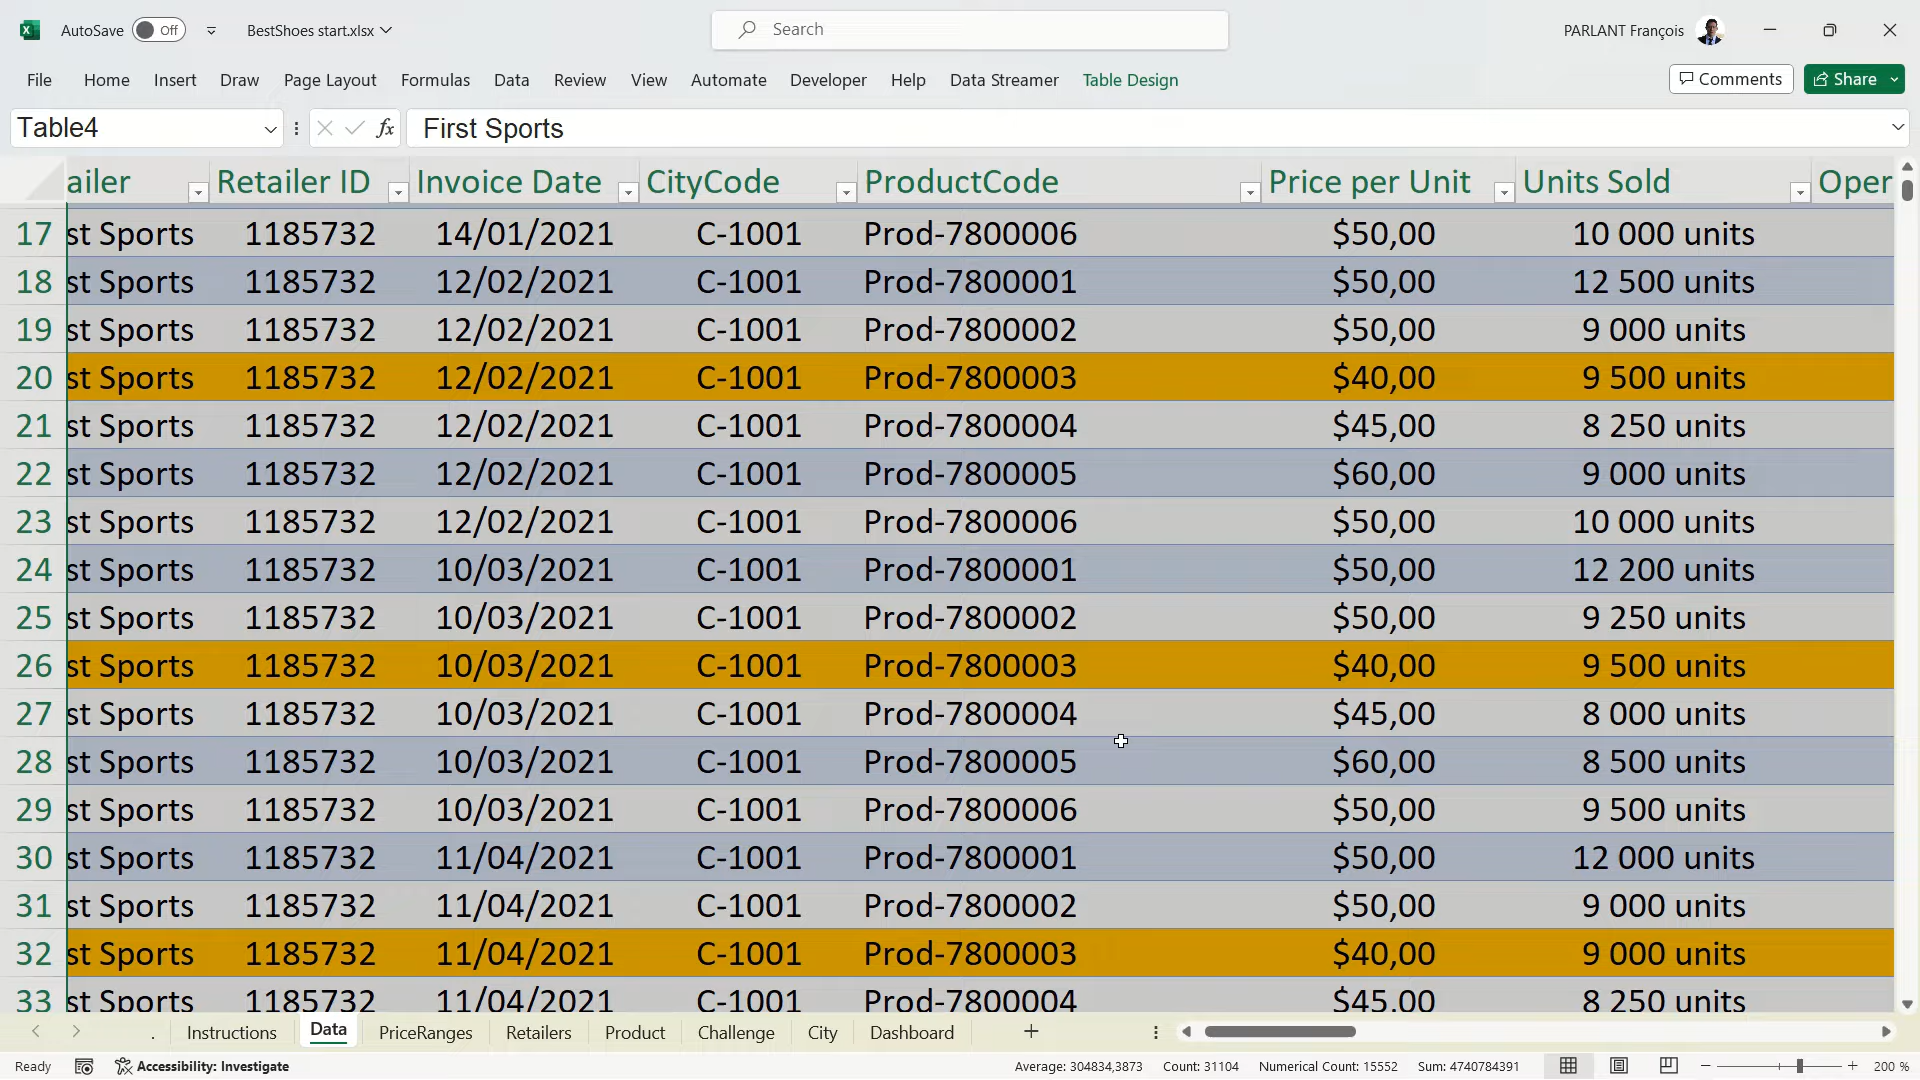 AutoSave Off BestShoes start.xlsx Search PARLANT François
File Home Insert Draw Page Layout Formulas Data Review View Automate Developer Help Data Streamer Table Design Comments Share
Table4 fx First Sports
ailer Retailer ID Invoice Date CityCode ProductCode Price per Unit Units Sold Oper
17 st Sports 1185732 14/01/2021 C-1001 Prod-7800006 $50,00 10 000 units
18 st Sports 1185732 12/02/2021 C-1001 Prod-7800001 $50,00 12 500 units
19 st Sports 1185732 12/02/2021 C-1001 Prod-7800002 $50,00 9 000 units
20 st Sports 1185732 12/02/2021 C-1001 Prod-7800003 $40,00 9 500 units
21 st Sports 1185732 12/02/2021 C-1001 Prod-7800004 $45,00 8 250 units
22 st Sports 1185732 12/02/2021 C-1001 Prod-7800005 $60,00 9 000 units
23 st Sports 1185732 12/02/2021 C-1001 Prod-7800006 $50,00 10 000 units
24 st Sports 1185732 10/03/2021 C-1001 Prod-7800001 $50,00 12 200 units
25 st Sports 1185732 10/03/2021 C-1001 Prod-7800002 $50,00 9 250 units
26 st Sports 1185732 10/03/2021 C-1001 Prod-7800003 $40,00 9 500 units
27 st Sports 1185732 10/03/2021 C-1001 Prod-7800004 $45,00 8 000 units
28 st Sports 1185732 10/03/2021 C-1001 Prod-7800005 $60,00 8 500 units
29 st Sports 1185732 10/03/2021 C-1001 Prod-7800006 $50,00 9 500 units
30 st Sports 1185732 11/04/2021 C-1001 Prod-7800001 $50,00 12 000 units
31 st Sports 1185732 11/04/2021 C-1001 Prod-7800002 $50,00 9 000 units
32 st Sports 1185732 11/04/2021 C-1001 Prod-7800003 $40,00 9 000 units
33 st Sports 1185732 11/04/2021 C-1001 Prod-7800004 $45,00 8 250 units
. Instructions Data PriceRanges Retailers Product Challenge City Dashboard
Ready Accessibility: Investigate Average: 304834,3873 Count: 31104 Numerical Count: 15552 Sum: 4740784391 200 %